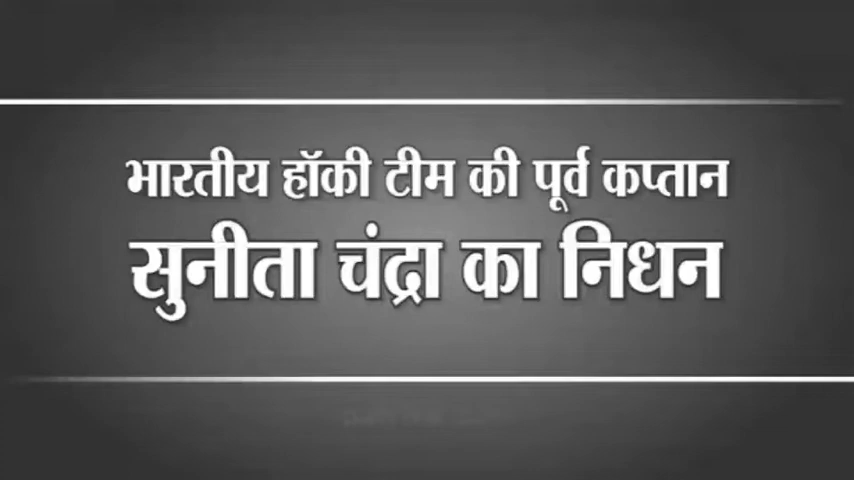 भारतीय हॉकी टीम की पूर्व कप्तान
सुनीता चंद्रा का निधन